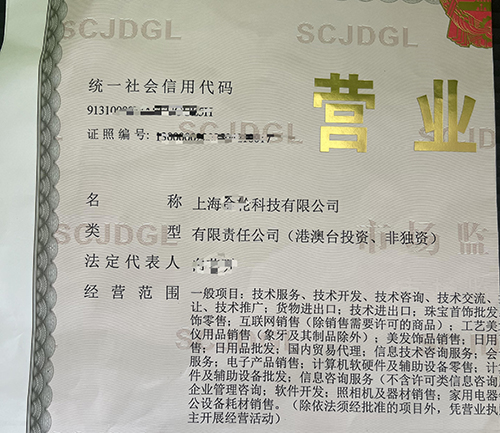 SCJDGL
SCJDGL
统一社会信用代码
证照编号:
SCJDGL
SCJDGL
营业
名称 上海 科技有限公司
SCJDGL
类型 有限责任公司（港澳台投资、非独资）
市场监
法定代表人
经营范围 一般项目：技术服务、技术开发、技术咨询、技术交流、
让、技术推广；货物进出口；技术进出口；珠宝首饰批发
饰零售；互联网销售（除销售需要许可的商品）；工艺美
仪用品销售（象牙及其制品除外）；美发饰品销售；日用
售；日用品批发；国内贸易代理；信息技术咨询服务；会
服务；电子产品销售；计算机软硬件及辅助设备零售；计
件及辅助设备批发；信息咨询服务（不含许可类信息咨询
企业管理咨询；软件开发；照相机及器材销售；家用电器
公设备耗材销售。（除依法须经批准的项目外，凭营业执
主开展经营活动）